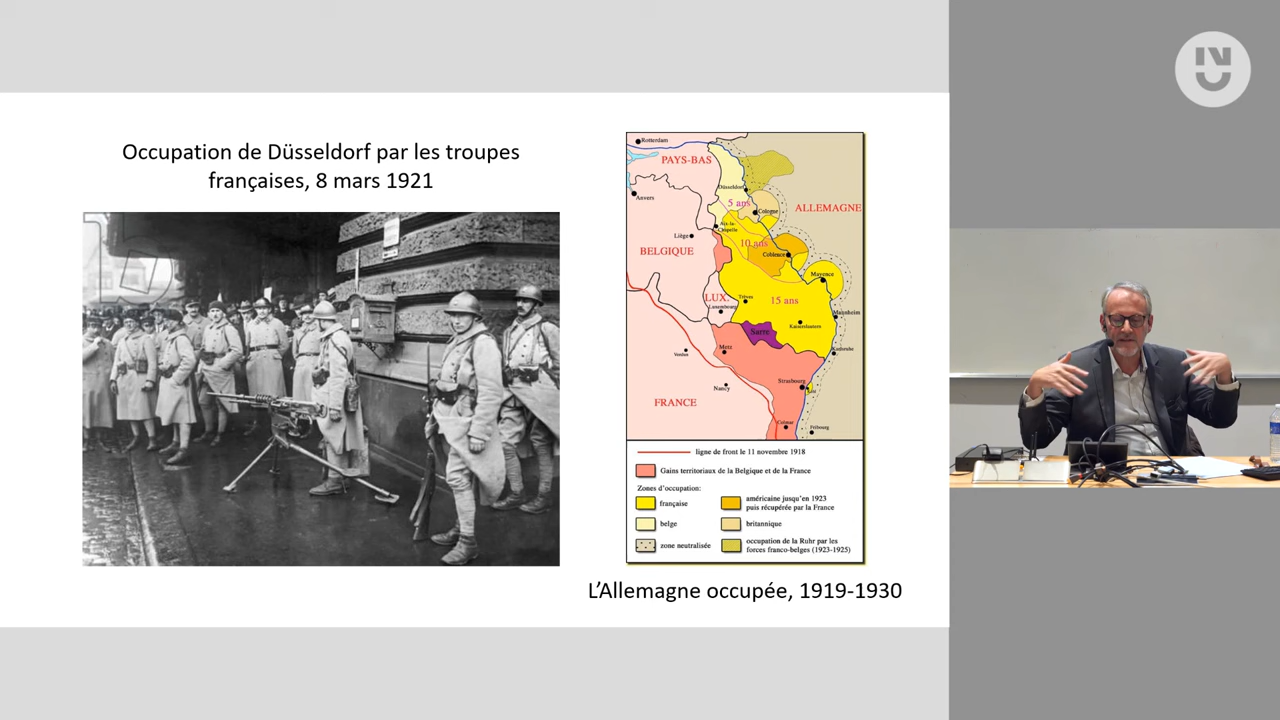 Occupation de Düsseldorf par les troupes
françaises, 8 mars 1921
Rotterdam
PAYS-BAS
Düsseldorf
Anvers
5 ans
Cologne
ALLEMAGNE
Aix-la-
Chapelle
Liège
BELGIQUE
10 ans
Coblence
Mayence
LUX.
Trèves
15 ans
Luxembourg
Mannheim
Kaiserslautern
Sarre
Metz
Karlsruhe
Verdun
Strasbourg
Nancy
FRANCE
Colmar
Fribourg
ligne de front le 11 novembre 1918
Gains territoriaux de la Belgique et de la France
Zones d'occupation:
française
américaine jusqu'en 1923
puis récupérée par la France
belge
britannique
zone neutralisée
occupation de la Ruhr par les
forces franco-belges (1923-1925)
L'Allemagne occupée, 1919-1930